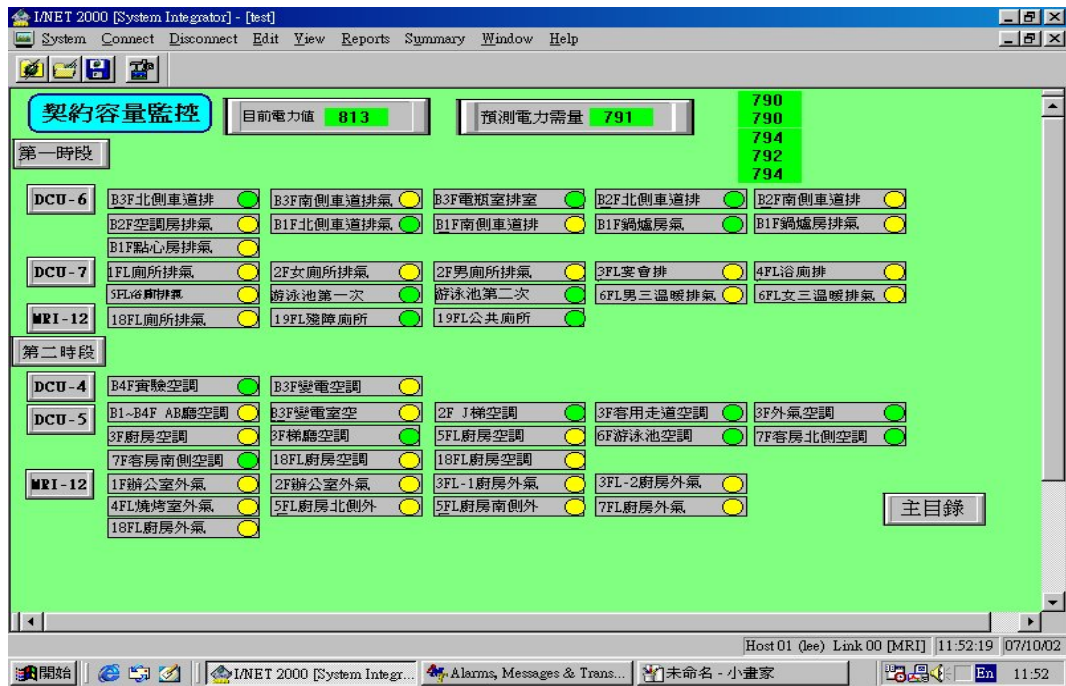 I/NET 2000 [System Integrator] - [test]
System Connect Disconnect Edit View Reports Summary Window Help
契約容量監控 目前電力值 813 預測電力需量 791
790
790
794
792
794
第一時段
DCU-6 B3F北側車道排 B3F南側車道排氣 B3F電瓶室排室 B2F北側車道排 B2F南側車道排
B2F空調房排氣 B1F北側車道排氣 B1F南側車道排 B1F鍋爐房氣 B1F鍋爐房排氣
B1F點心房排氣
DCU-7 1FL廁所排氣 2F女廁所排氣 2F男廁所排氣 3FL宴會排 4FL浴廁排
5FL浴廁排氣 游泳池第一次 游泳池第二次 6FL男三溫暖排氣 6FL女三溫暖排氣
MRI-12 18FL廁所排氣 19FL殘障廁所 19FL公共廁所
第二時段
DCU-4 B4F實驗空調 B3F變電空調
DCU-5 B1~B4F AB廳空調 B3F變電室空 2F J梯空調 3F客用走道空調 3F外氣空調
3F廚房空調 3F梯廳空調 5FL廚房空調 6F游泳池空調 7F客房北側空調
7F客房南側空調 18FL廚房空調 18FL廚房空調
MRI-12 1F辦公室外氣 2F辦公室外氣 3FL-1廚房外氣 3FL-2廚房外氣
4FL燒烤室外氣 5FL廚房北側外 5FL廚房南側外 7FL廚房外氣 主目錄
18FL廚房外氣
Host 01 (lee) Link 00 [MRI] 11:52:19 07/10/02
開始 I/NET 2000 [System Integr... Alarms, Messages & Trans... 未命名 - 小畫家 En 11:52